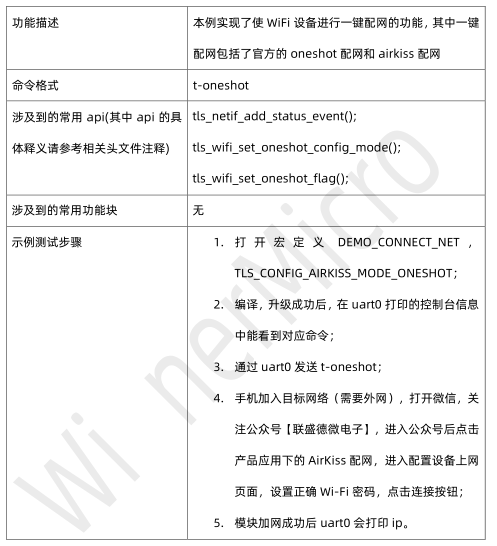 功能描述
本例实现了使 WiFi 设备进行一键配网的功能，其中一键
配网包括了官方的 oneshot 配网和 airkiss 配网
命令格式
t-oneshot
涉及到的常用 api(其中 api 的具
体释义请参考相关头文件注释)
tls_netif_add_status_event();
tls_wifi_set_oneshot_config_mode();
tls_wifi_set_oneshot_flag();
涉及到的常用功能块
无
示例测试步骤
1. 打开宏定义 DEMO_CONNECT_NET，
TLS_CONFIG_AIRKISS_MODE_ONESHOT；
2. 编译，升级成功后，在 uart0 打印的控制台信息
中能看到对应命令；
3. 通过 uart0 发送 t-oneshot；
4. 手机加入目标网络（需要外网），打开微信，关
注公众号【联盛德微电子】，进入公众号后点击
产品应用下的 AirKiss 配网，进入配置设备上网
页面，设置正确 Wi-Fi 密码，点击连接按钮；
5. 模块加网成功后 uart0 会打印 ip。
Wi nerMicro